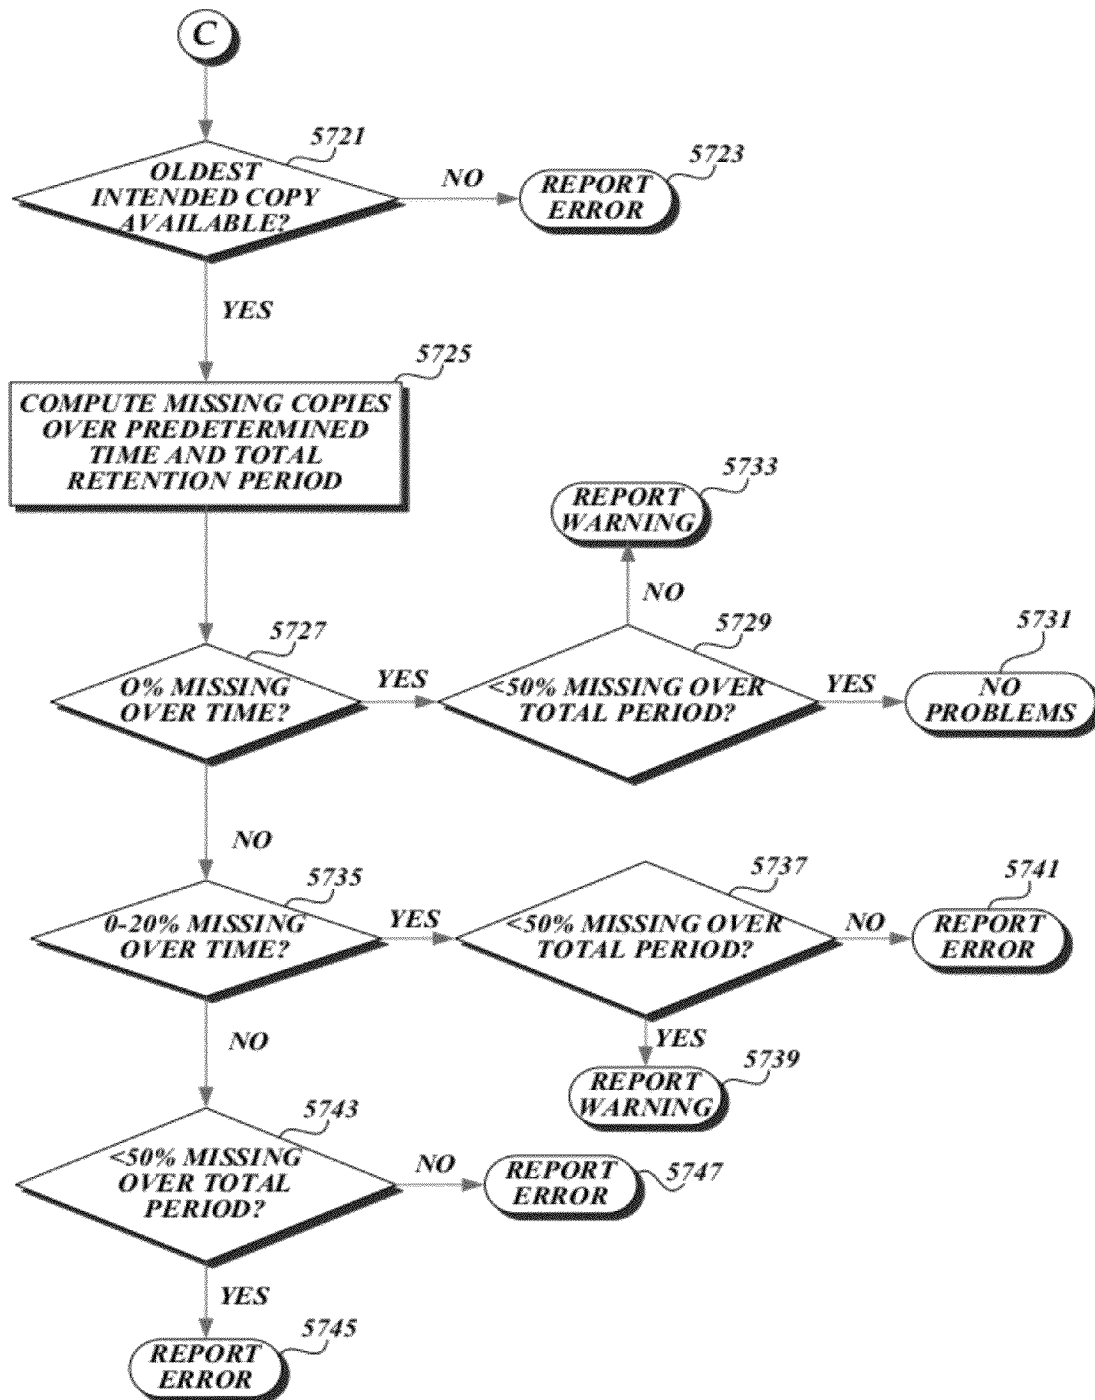 C
5721
OLDEST
INTENDED COPY
AVAILABLE?
NO
5723
REPORT
ERROR
YES
5725
COMPUTE MISSING COPIES
OVER PREDETERMINED
TIME AND TOTAL
RETENTION PERIOD
5733
REPORT
WARNING
NO
5727
O% MISSING
OVER TIME?
YES
5729
<50% MISSING OVER
TOTAL PERIOD?
YES
5731
NO
PROBLEMS
NO
5735
0-20% MISSING
OVER TIME?
YES
5737
<50% MISSING OVER
TOTAL PERIOD?
NO
5741
REPORT
ERROR
YES
5739
REPORT
WARNING
NO
5743
<50% MISSING
OVER TOTAL
PERIOD?
NO
REPORT
ERROR
5747
YES
5745
REPORT
ERROR